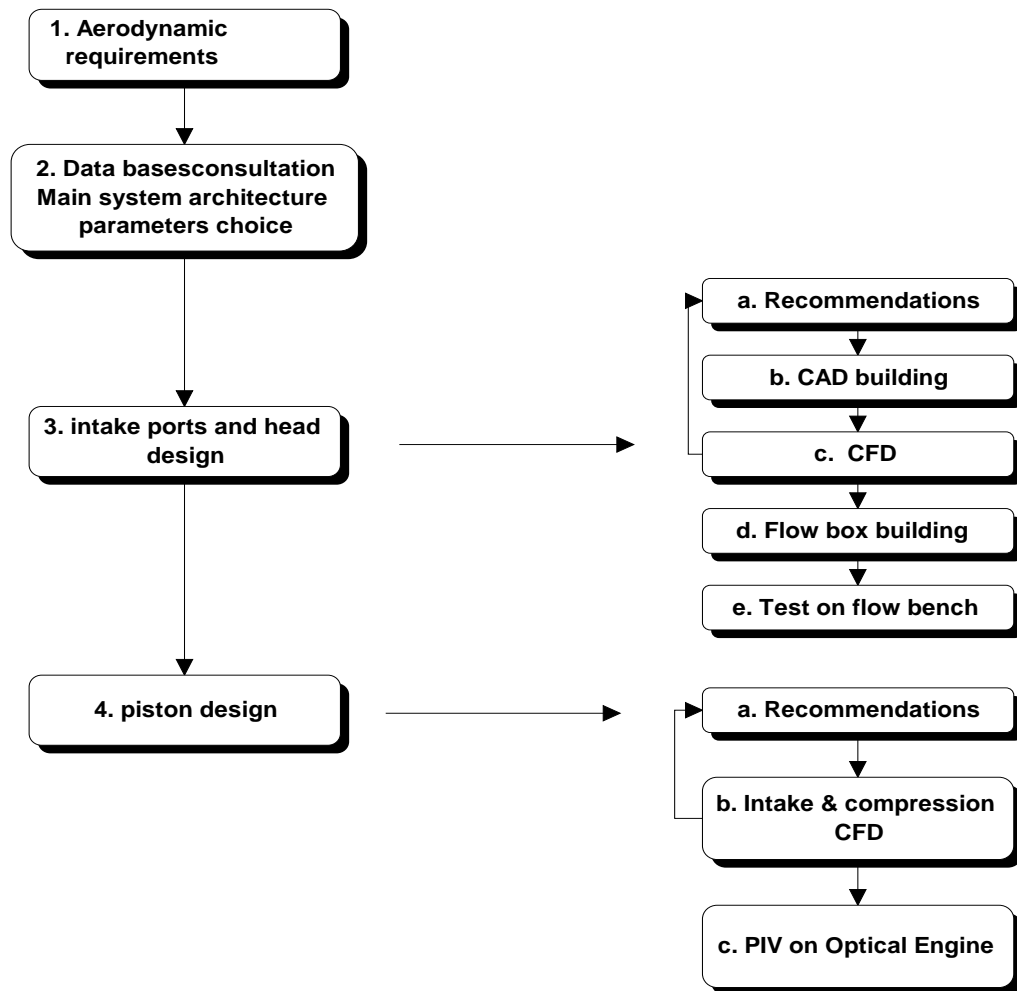 1. Aerodynamic
requirements
2. Data basesconsultation
Main system architecture
parameters choice
3. intake ports and head
design
a. Recommendations
b. CAD building
c. CFD
d. Flow box building
e. Test on flow bench
4. piston design
a. Recommendations
b. Intake & compression
CFD
c. PIV on Optical Engine